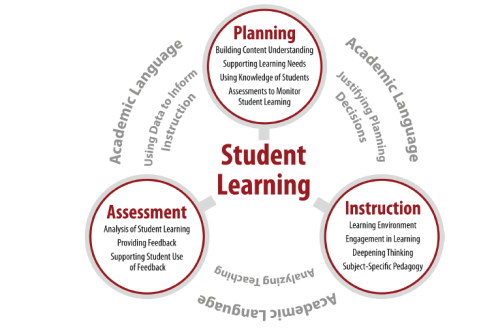 Planning
Building Content Understanding
Supporting Learning Needs
Using Knowledge of Students
Assessments to Monitor
Student Learning
Academic Language
Using Data to Inform
Instruction
Academic Language
Justifying Planning
Decisions
Student
Learning
Assessment
Analysis of Student Learning
Providing Feedback
Supporting Student Use
of Feedback
Instruction
Learning Environment
Engagement in Learning
Deepening Thinking
Subject-Specific Pedagogy
Analyzing Teaching
Academic Language